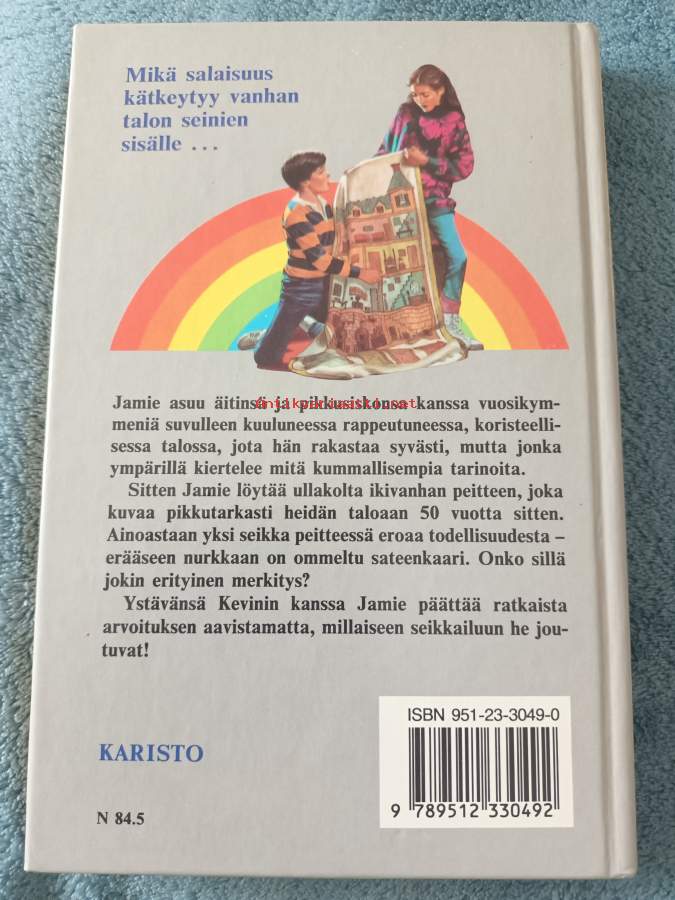 Mikä salaisuus
kätkeytyy vanhan
talon seinien
sisälle ...
Jamie asuu äitinsä ja pikkusiskonsa kanssa vuosikym-
meniä suvulleen kuuluneessa rappeutuneessa, koristeelli-
sessa talossa, jota hän rakastaa syvästi, mutta jonka
ympärillä kiertelee mitä kummallisempia tarinoita.
Sitten Jamie löytää ullakolta ikivanhan peitteen, joka
kuvaa pikkutarkasti heidän taloaan 50 vuotta sitten.
Ainoastaan yksi seikka peitteessä eroaa todellisuudesta –
erääseen nurkkaan on ommeltu sateenkaari. Onko sillä
jokin erityinen merkitys?
Ystävänsä Kevinin kanssa Jamie päättää ratkaista
arvoituksen aavistamatta, millaiseen seikkailuun he jou-
tuvat!
ISBN 951-23-3049-0
KARISTO
9 789512 330492
N 84.5